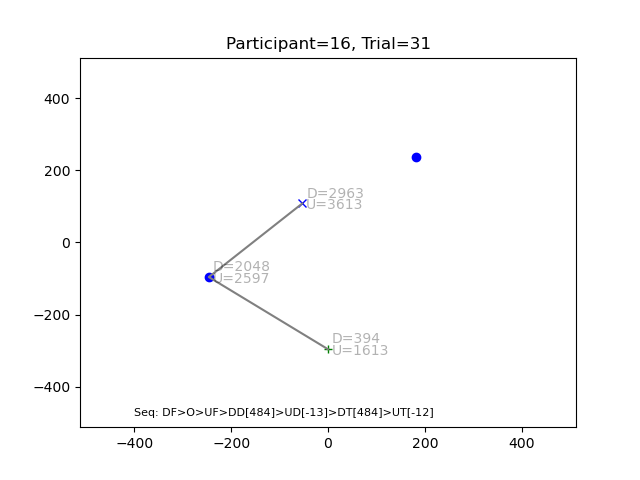 Participant=16, Trial=31
400
200
0
−200
−400
D=2963
U=3613
D=2048
U=2597
D=394
U=1613
Seq: DF>O>UF>DD[484]>UD[-13]>DT[484]>UT[-12]
−400 −200 0 200 400